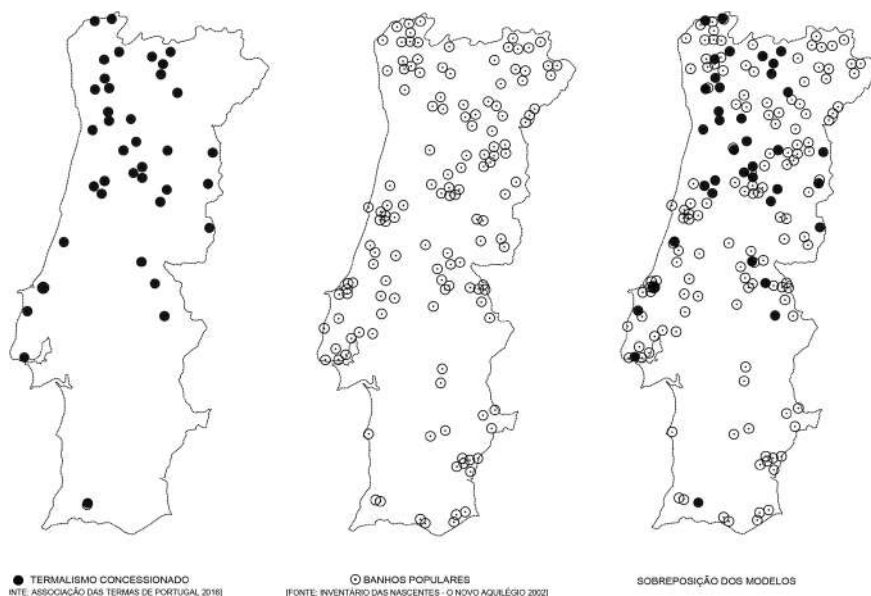 TERMALISMO CONCESSIONADO
INTE: ASSOCIAÇÃO DAS TERMAS DE PORTUGAL 2016]
BANHOS POPULARES
[FONTE: INVENTÁRIO DAS NASCENTES - O NOVO AQUILÉGIO 2002]
SOBREPOSIÇÃO DOS MODELOS